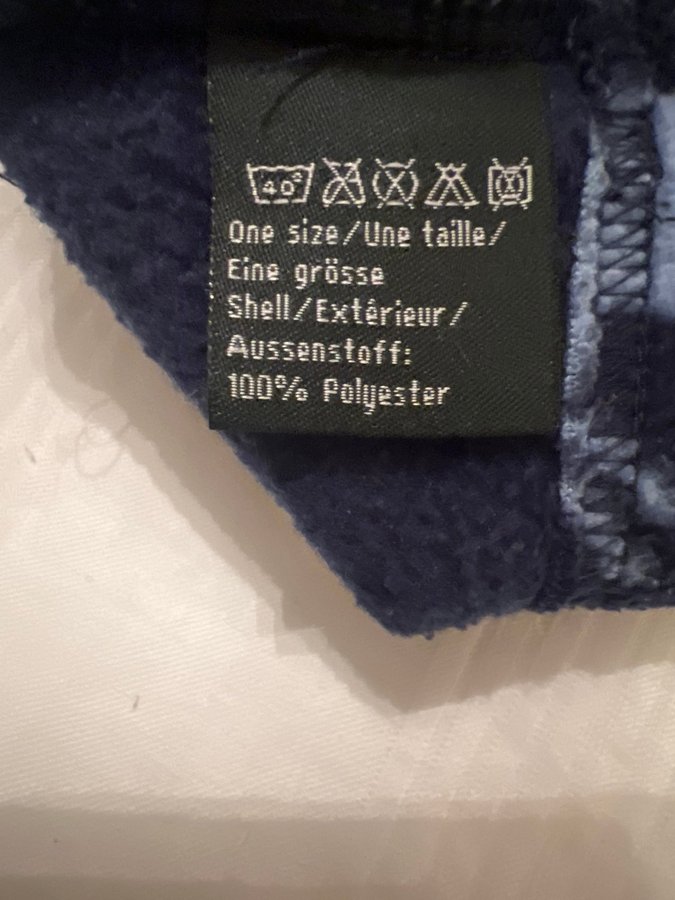 40°
One size/Une taille/
Eine grösse
Shell/Extérieur/
Aussenstoff:
100% Polyester